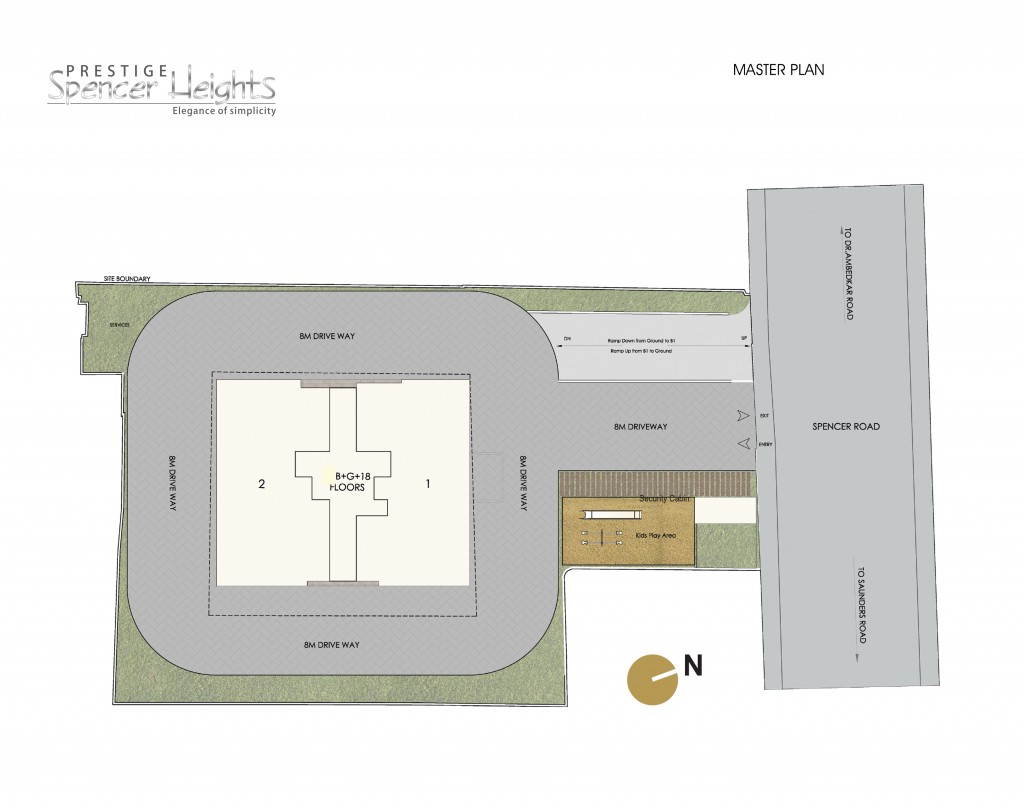 PRESTIGE
Spencer Heights
Elegance of simplicity
MASTER PLAN
SITE BOUNDARY
SERVICES
8M DRIVE WAY
DN
UP
Ramp Down from Ground to B1
Ramp Up from B1 to Ground
TO DR.AMBEDKAR ROAD
EXIT
8M DRIVEWAY
SPENCER ROAD
ENTRY
8M DRIVE WAY
2
B+G+18
FLOORS
1
8M DRIVE WAY
Security Cabin
Kids Play Area
TO SAUNDERS ROAD
8M DRIVE WAY
N